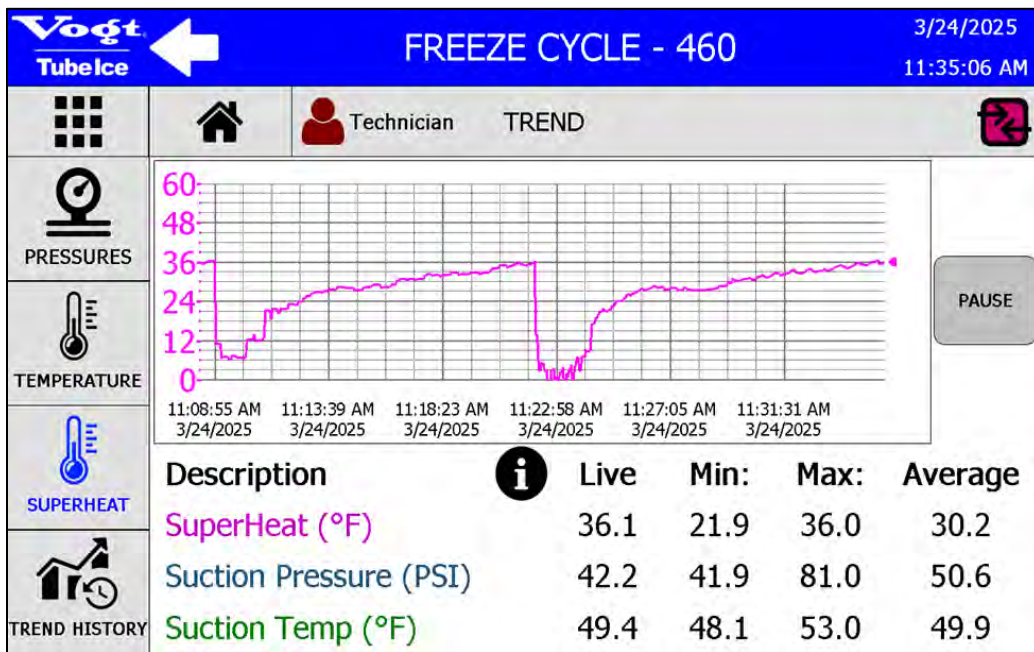 Vogt
TubeIce
FREEZE CYCLE - 460
3/24/2025
11:35:06 AM
Technician
TREND
PRESSURES
TEMPERATURE
SUPERHEAT
TREND HISTORY
60
48
36
24
12
0
11:08:55 AM 11:13:39 AM 11:18:23 AM 11:22:58 AM 11:27:05 AM 11:31:31 AM
3/24/2025 3/24/2025 3/24/2025 3/24/2025 3/24/2025 3/24/2025
PAUSE
Description i Live Min: Max: Average
SuperHeat (°F) 36.1 21.9 36.0 30.2
Suction Pressure (PSI) 42.2 41.9 81.0 50.6
Suction Temp (°F) 49.4 48.1 53.0 49.9